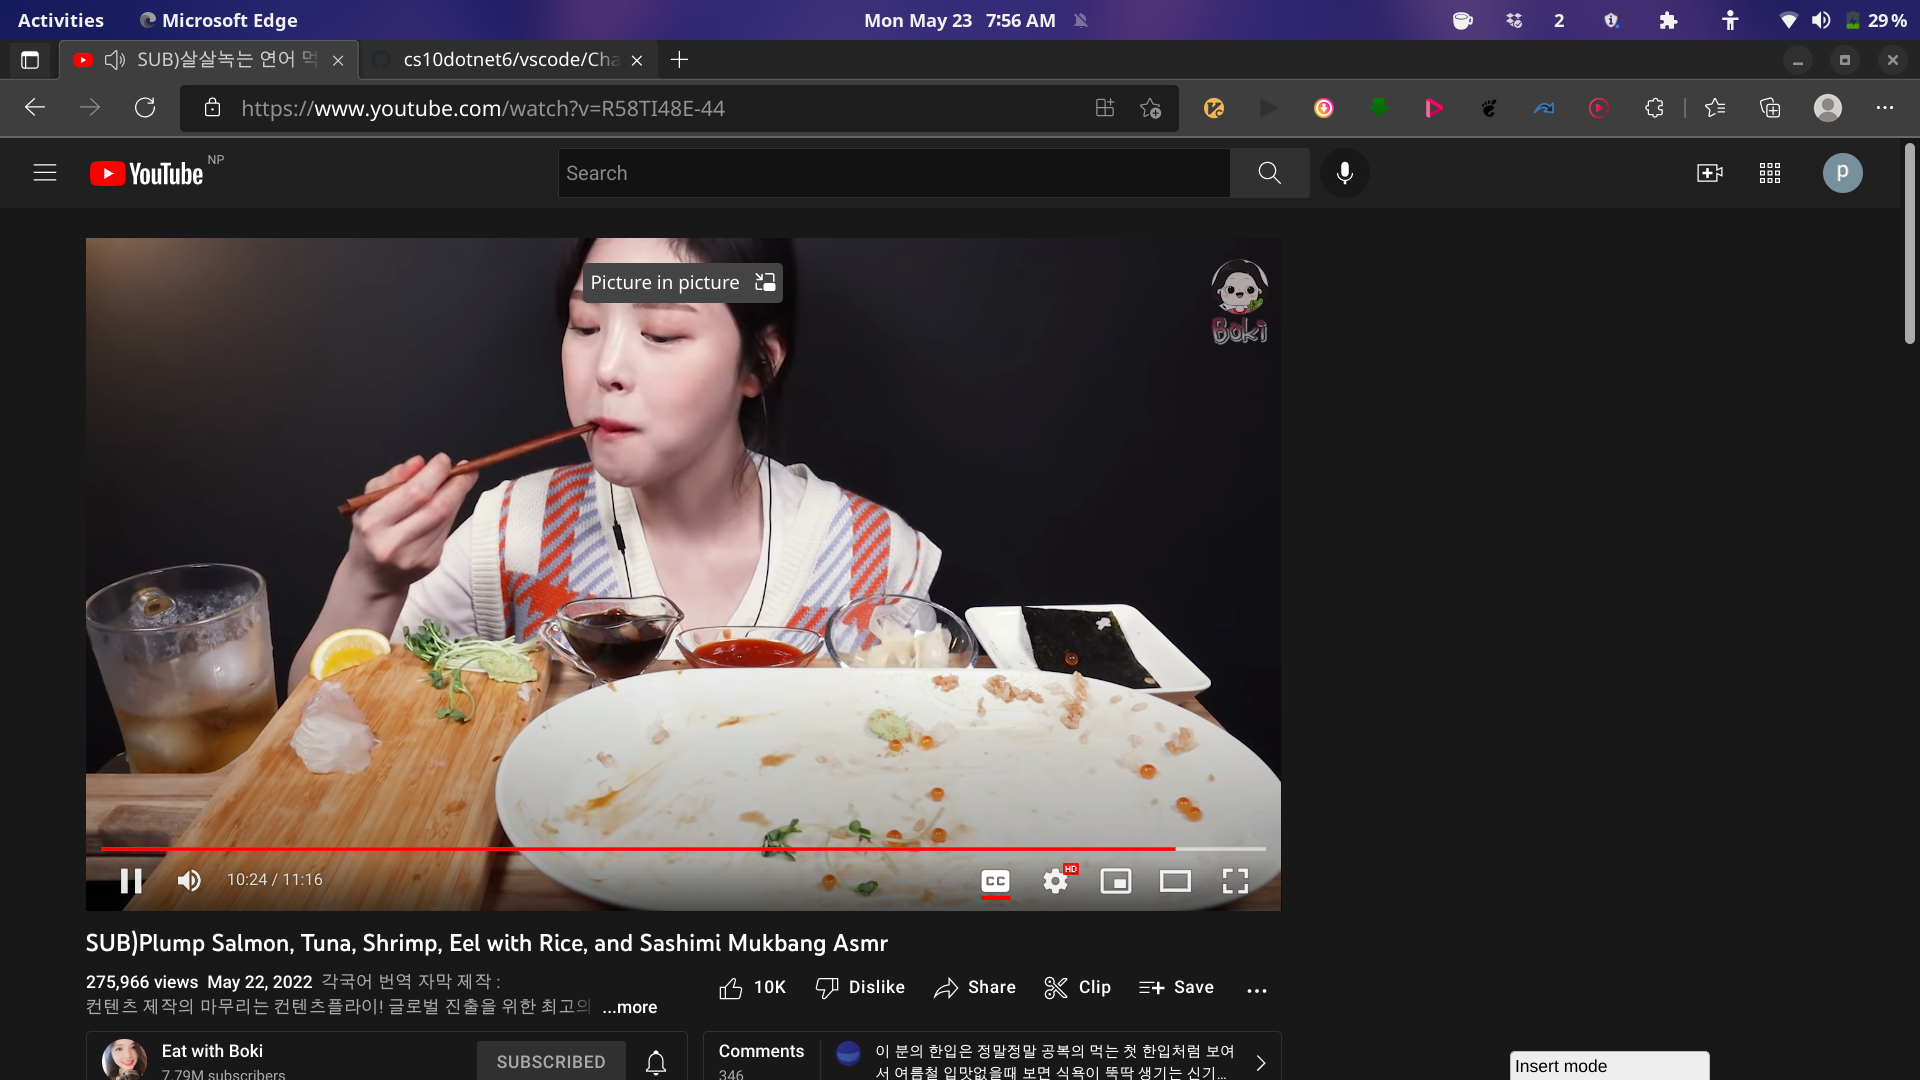 Activities
Microsoft Edge
Mon May 23 7:56 AM
2
29 %
SUB)살살녹는 연어 먹
cs10dotnet6/vscode/Cha
https://www.youtube.com/watch?v=R58TI48E-44
YouTube NP
Search
p
Picture in picture
Boki
10:24 / 11:16
CC
HD
SUB)Plump Salmon, Tuna, Shrimp, Eel with Rice, and Sashimi Mukbang Asmr
275,966 views May 22, 2022 각국어 번역 자막 제작 :
컨텐츠 제작의 마무리는 컨텐츠플라이! 글로벌 진출을 위한 최고의 ...more
10K
Dislike
Share
Clip
Save
Eat with Boki
7.79M subscribers
SUBSCRIBED
Comments
346
이 분의 한입은 정말정말 공복의 먹는 첫 한입처럼 보여
서 여름철 입맛없을때 보면 식욕이 뚝딱 생기는 신기...
Insert mode